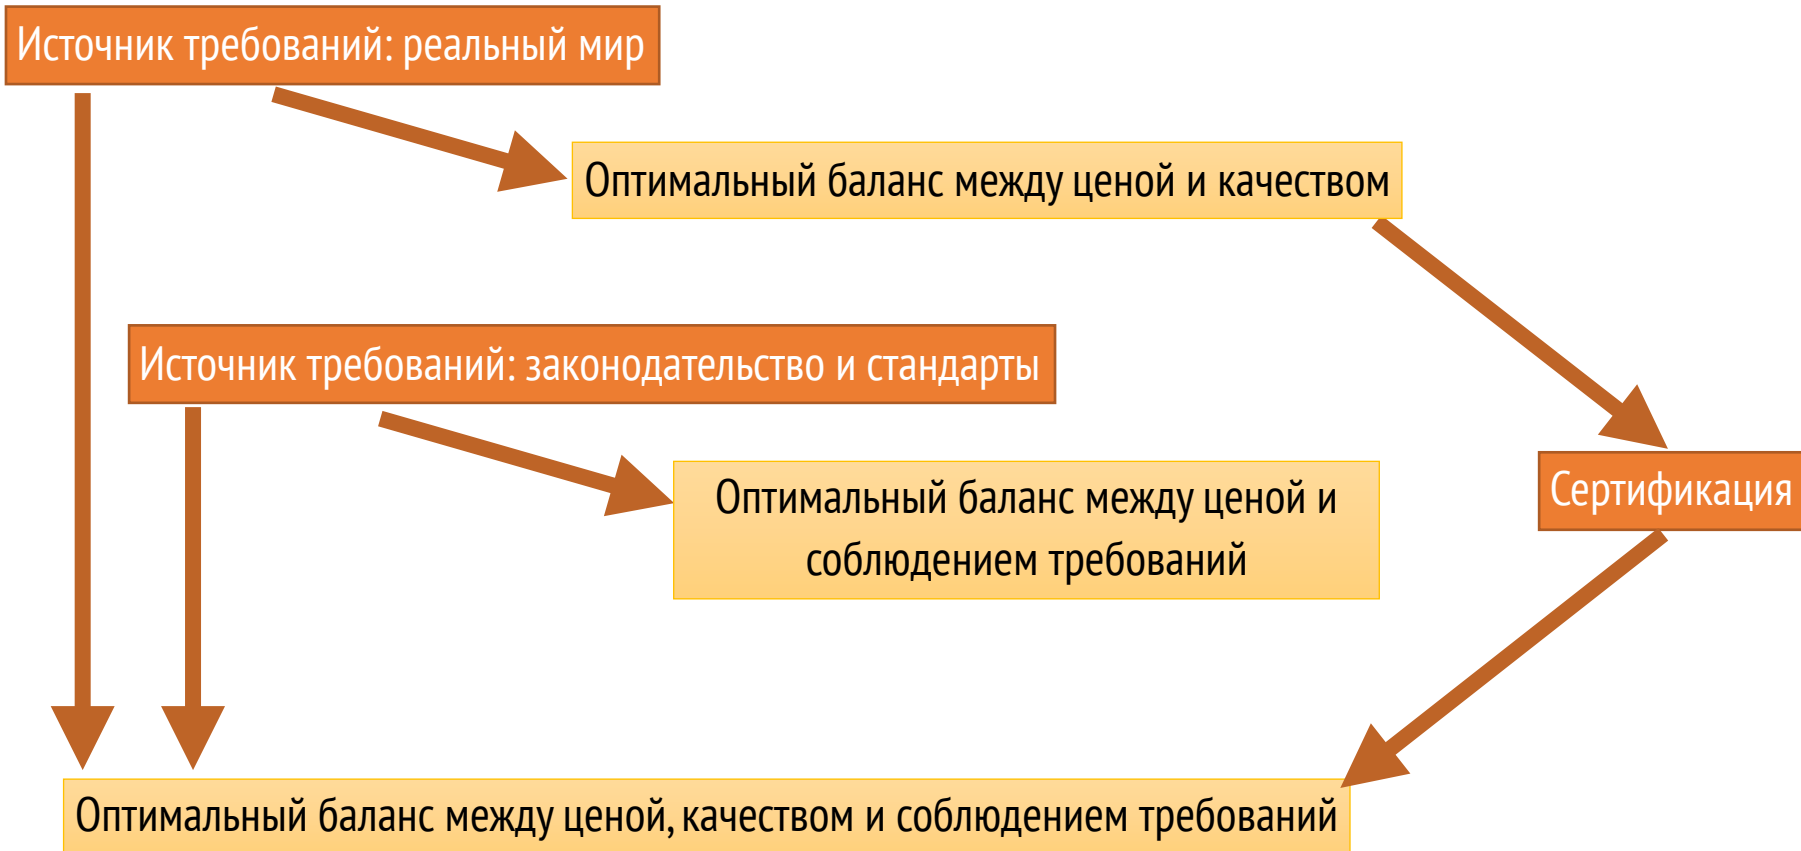 Источник требований: реальный мир
Оптимальный баланс между ценой и качеством
Источник требований: законодательство и стандарты
Оптимальный баланс между ценой и
соблюдением требований
Сертификация
Оптимальный баланс между ценой, качеством и соблюдением требований